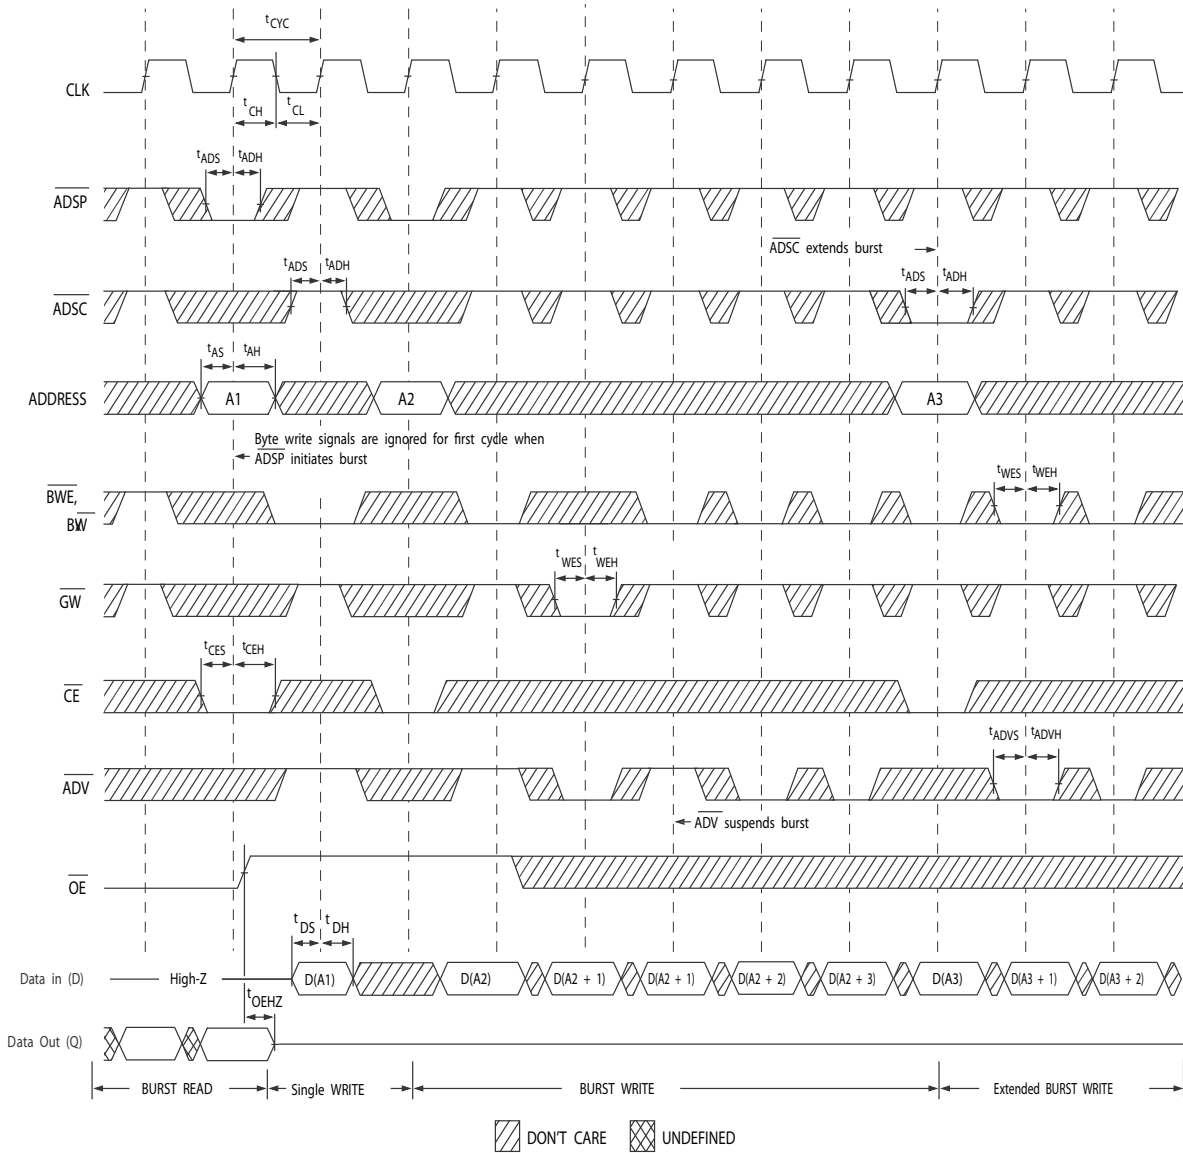 tCYC
CLK
tCH tCL
tADS tADH
ADSP
ADSC extends burst
tADS tADH tADS tADH
ADSC
tAS tAH
ADDRESS A1 A2 A3
Byte write signals are ignored for first cycle when
ADSP initiates burst
tWES tWEH
BWE,
BWX
tWES tWEH
GW
tCES tCEH
CE
tADVS tADVH
ADV
ADV suspends burst
OE
tDS tDH
Data in (D) High-Z D(A1) D(A2) D(A2 + 1) D(A2 + 1) D(A2 + 2) D(A2 + 3) D(A3) D(A3 + 1) D(A3 + 2)
tOEHZ
Data Out (Q)
BURST READ Single WRITE BURST WRITE Extended BURST WRITE
DON'T CARE UNDEFINED